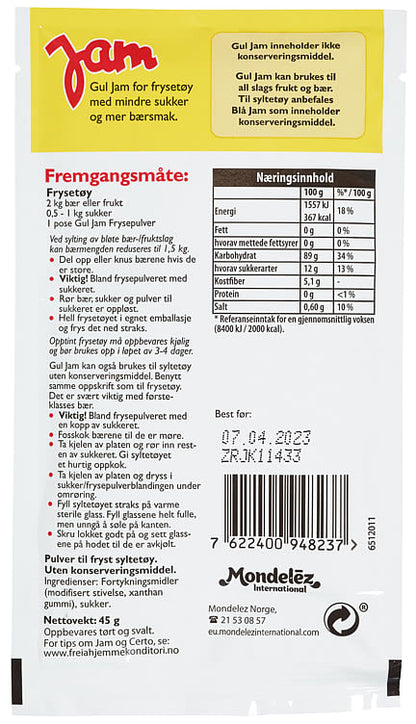 Jam
Gul Jam for frysetøy
med mindre sukker
og mer bærsmak.
Gul Jam inneholder ikke
konserveringsmiddel.
Gul Jam kan brukes til
all slags frukt og bær.
Til syltetøy anbefales
Blå Jam som inneholder
konserveringsmiddel.
Fremgangsmåte:
Frysetøy
2 kg bær eller frukt
0,5 - 1 kg sukker
1 pose Gul Jam Frysepulver
Ved sylting av bløte bær-/fruktslag
kan bærmengden reduseres til 1,5 kg.
• Del opp eller knus bærene hvis de
er store.
• Viktig! Bland frysepulveret med
sukkeret.
• Rør bær, sukker og pulver til
sukkeret er oppløst.
• Hell frysetøyet i egnet emballasje
og frys det ned straks.
Opptint frysetøy må oppbevares kjølig
og bør brukes opp i løpet av 3-4 dager.
Gul Jam kan også brukes til syltetøy
uten konserveringsmiddel. Benytt
samme oppskrift som til frysetøy.
Det er svært viktig med første-
klasses bær.
• Viktig! Bland frysepulveret med
en kopp av sukkeret.
• Fosskok bærene til de er møre.
• Ta kjelen av platen og rør inn rest-
en av sukkeret. Gi syltetøyet
et hurtig oppkok.
• Ta kjelen av platen og dryss i
sukker/frysepulverblandingen under
omrøring.
• Fyll syltetøyet straks på varme
sterile glass. Fyll glassene helt fulle,
men unngå å søle på kanten.
• Skru lokket godt på og sett glass-
ene på hodet til de er avkjølt.
Pulver til fryst syltetøy.
Uten konserveringsmiddel.
Ingredienser: Fortykningsmidler
(modifisert stivelse, xanthan
gummi), sukker.
Nettovekt: 45 g
Oppbevares tørt og svalt.
For tips om Jam og Certo, se:
www.freiahjemmekonditori.no
Næringsinnhold
100 g %*/ 100 g
Energi 1557 kJ 367 kcal 18 %
Fett 0 g 0 %
hvorav mettede fettsyrer 0 g 0 %
Karbohydrat 89 g 34 %
hvorav sukkerarter 12 g 13 %
Kostfiber 5,1 g -
Protein 0 g <1 %
Salt 0,60 g 10 %
* Referanseinntak for en gjennomsnittlig voksen
(8400 kJ / 2000 kcal).
Best før:
07.04.2023
ZRJK11433
7 622400 948237 >
6512011
Mondelēz
International
Mondelez Norge,
☎ 21 53 08 57
eu.mondelezinternational.com
®